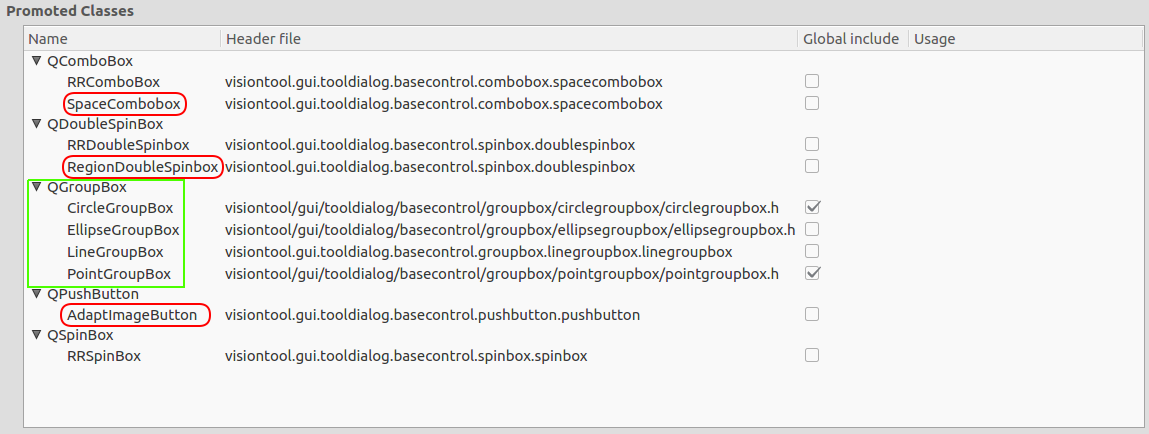 Promoted Classes
Name Header file Global include Usage
QComboBox
RRComboBox visiontool.gui.tooldialog.basecontrol.combobox.spacecombobox
SpaceCombobox visiontool.gui.tooldialog.basecontrol.combobox.spacecombobox
QDoubleSpinBox
RRDoubleSpinbox visiontool.gui.tooldialog.basecontrol.spinbox.doublespinbox
RegionDoubleSpinbox visiontool.gui.tooldialog.basecontrol.spinbox.doublespinbox
QGroupBox
CircleGroupBox visiontool/gui/tooldialog/basecontrol/groupbox/circlegroupbox/circlegroupbox.h
EllipseGroupBox visiontool/gui/tooldialog/basecontrol/groupbox/ellipsegroupbox/ellipsegroupbox.h
LineGroupBox visiontool.gui.tooldialog.basecontrol.groupbox.linegroupbox.linegroupbox
PointGroupBox visiontool/gui/tooldialog/basecontrol/groupbox/pointgroupbox/pointgroupbox.h
QPushButton
AdaptImageButton visiontool.gui.tooldialog.basecontrol.pushbutton.pushbutton
QSpinBox
RRSpinBox visiontool.gui.tooldialog.basecontrol.spinbox.spinbox